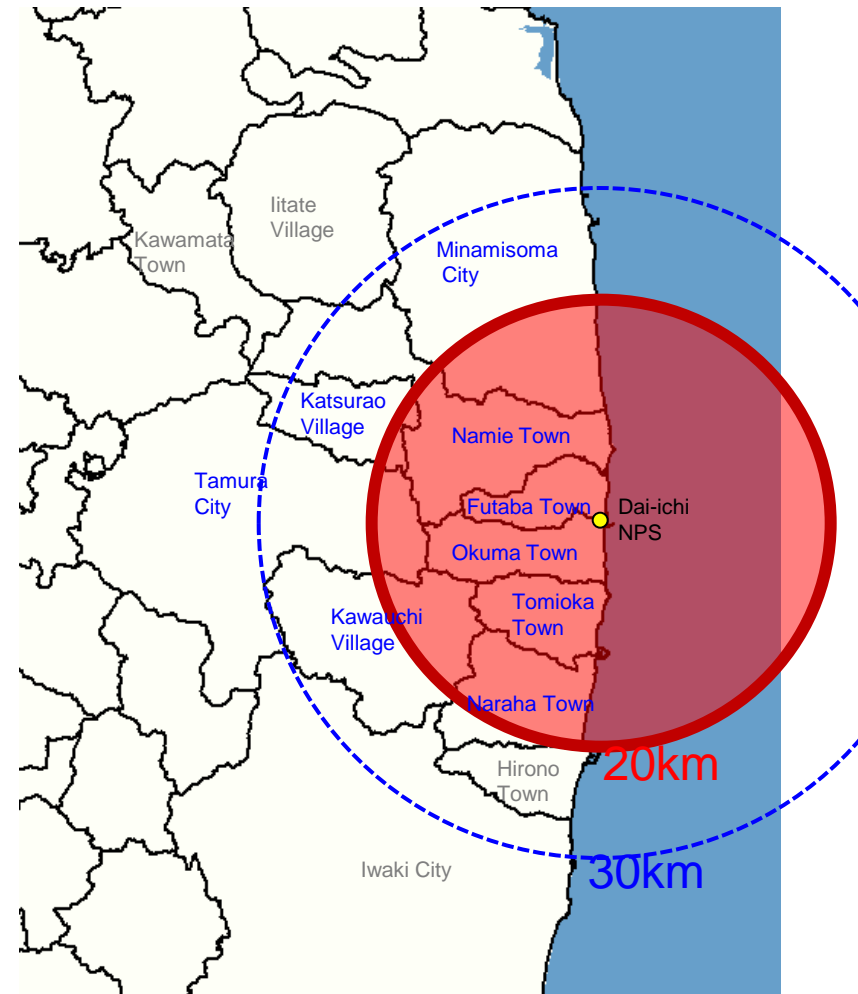 Iitate
Village
Kawamata
Town
Minamisoma
City
Katsurao
Village
Namie Town
Tamura
City
Futaba Town
Dai-ichi
NPS
Okuma Town
Tomioka
Town
Kawauchi
Village
Naraha Town
20km
Hirono
Town
Iwaki City
30km